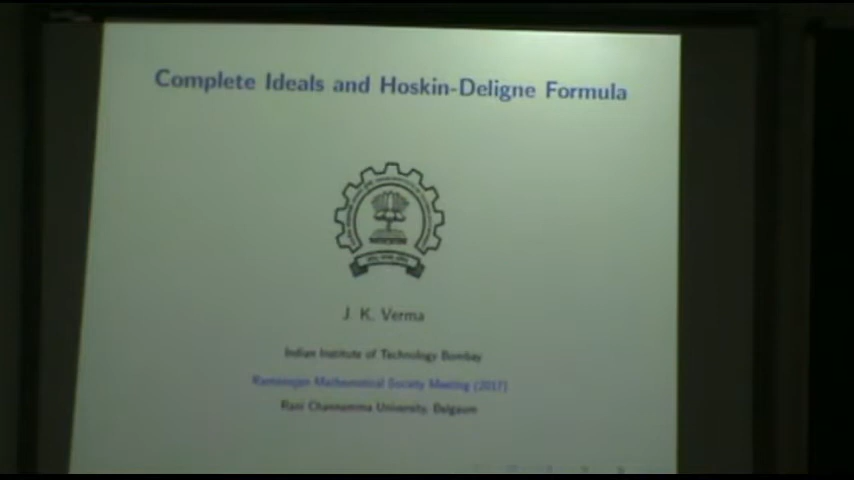 Complete Ideals and Hoskin-Deligne Formula
J. K. Verma
Indian Institute of Technology Bombay
Ramanujan Mathematical Society Meeting (2017)
Rani Channamma University, Belgaum